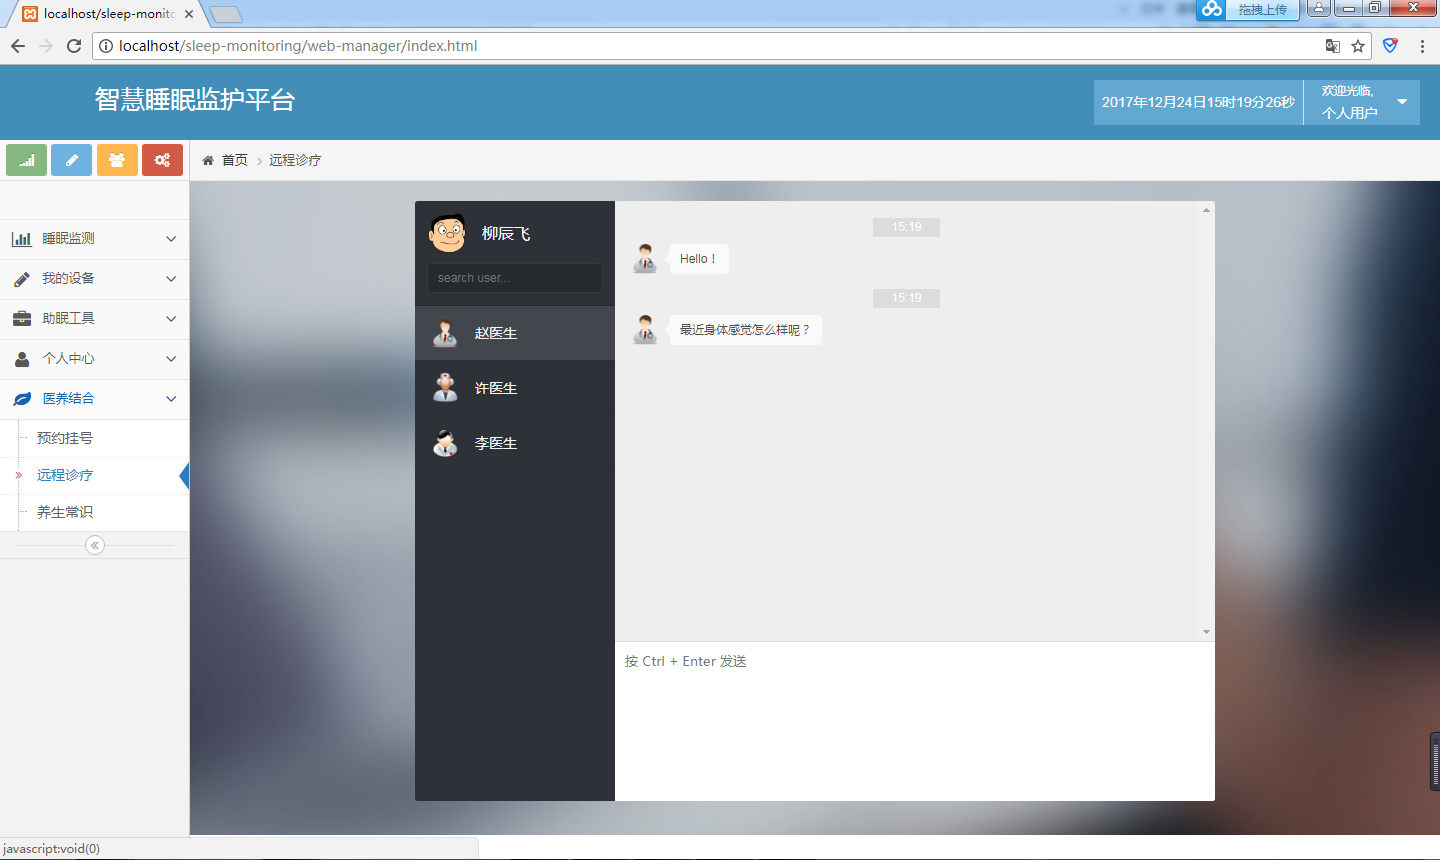 localhost/sleep-monito
拖拽上传
localhost/sleep-monitoring/web-manager/index.html
智慧睡眠监护平台
2017年12月24日15时19分26秒
欢迎光临,
个人用户
首页
远程诊疗
睡眠监测
我的设备
助眠工具
个人中心
医养结合
预约挂号
远程诊疗
养生常识
柳辰飞
search user...
赵医生
许医生
李医生
15:19
Hello！
15:19
最近身体感觉怎么样呢？
按 Ctrl + Enter 发送
javascript:void(0)